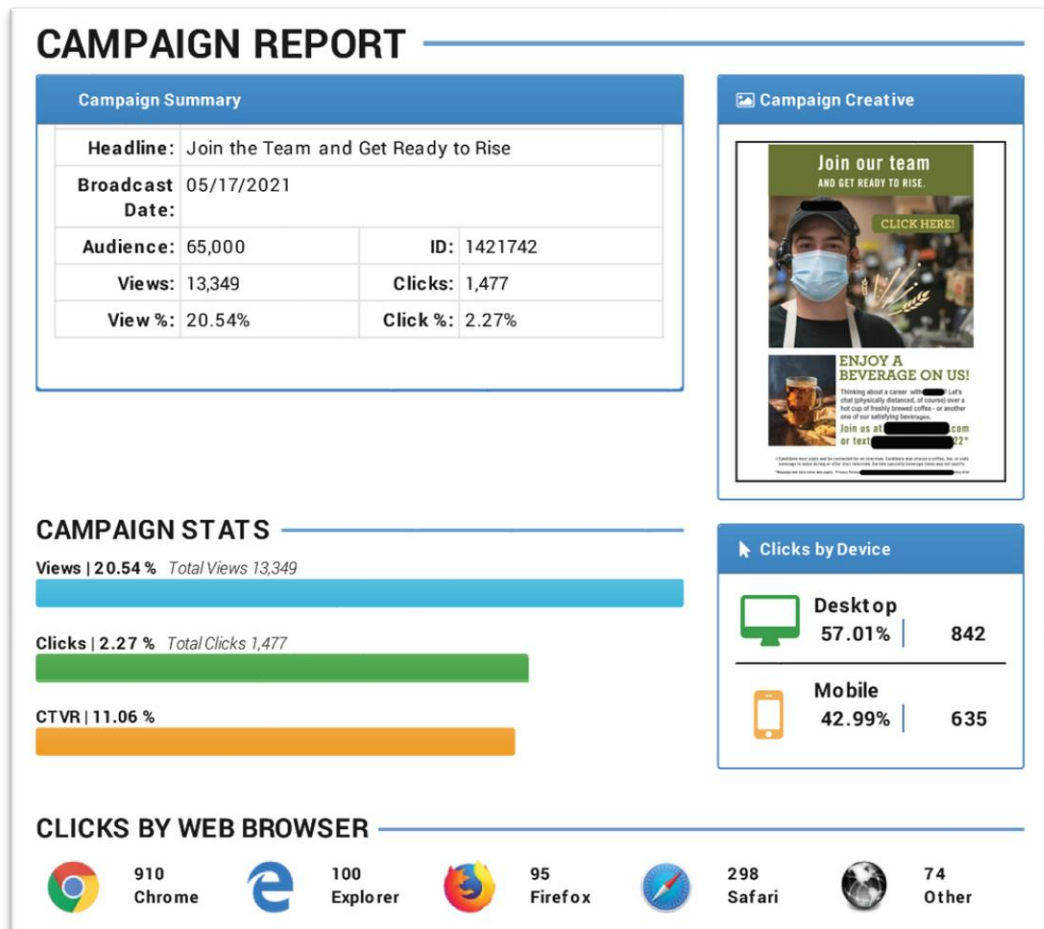 CAMPAIGN REPORT
Campaign Summary
Headline: Join the Team and Get Ready to Rise
Broadcast Date: 05/17/2021
Audience: 65,000 ID: 1421742
Views: 13,349 Clicks: 1,477
View %: 20.54% Click %: 2.27%
Campaign Creative
Join our team
AND GET READY TO RISE.
CLICK HERE!
ENJOY A
BEVERAGE ON US!
Thinking about a career with ? Let's
chat (physically distanced, of course) over a
hot cup of freshly brewed coffee - or another
one of our satisfying beverages.
Join us at .com
or text 22*
CAMPAIGN STATS
Views | 20.54 % Total Views 13,349
Clicks | 2.27 % Total Clicks 1,477
CTVR | 11.06 %
Clicks by Device
Desktop
57.01% 842
Mobile
42.99% 635
CLICKS BY WEB BROWSER
910
Chrome
100
Explorer
95
Firefox
298
Safari
74
Other